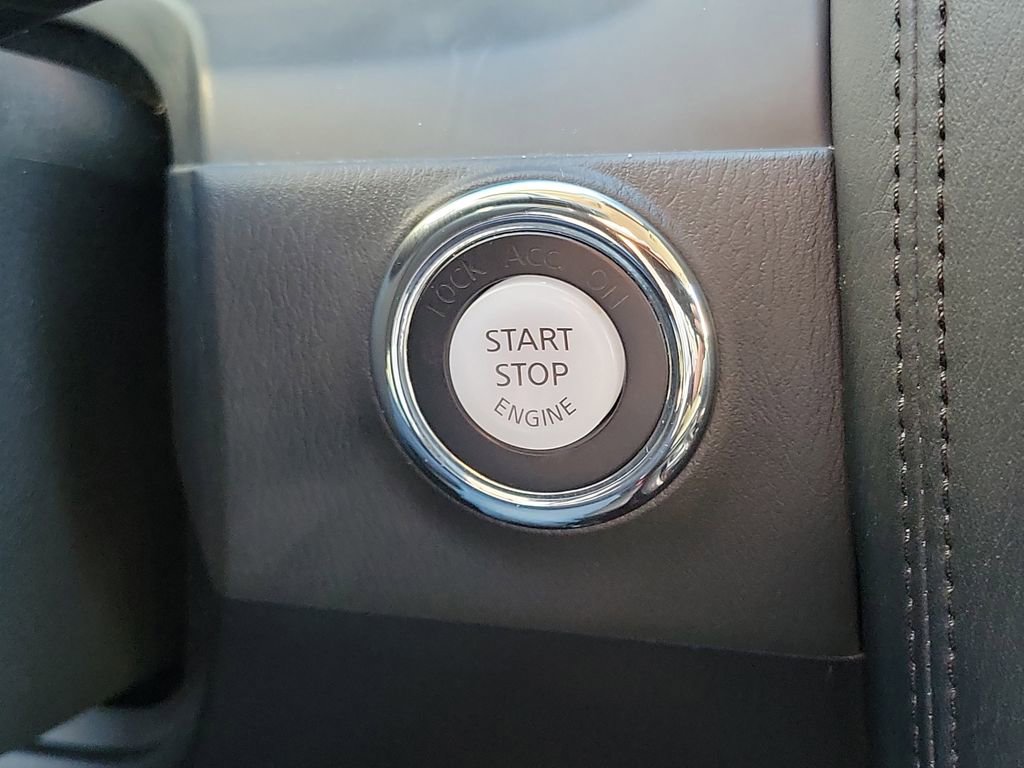 Lock Acc On
START
STOP
ENGINE